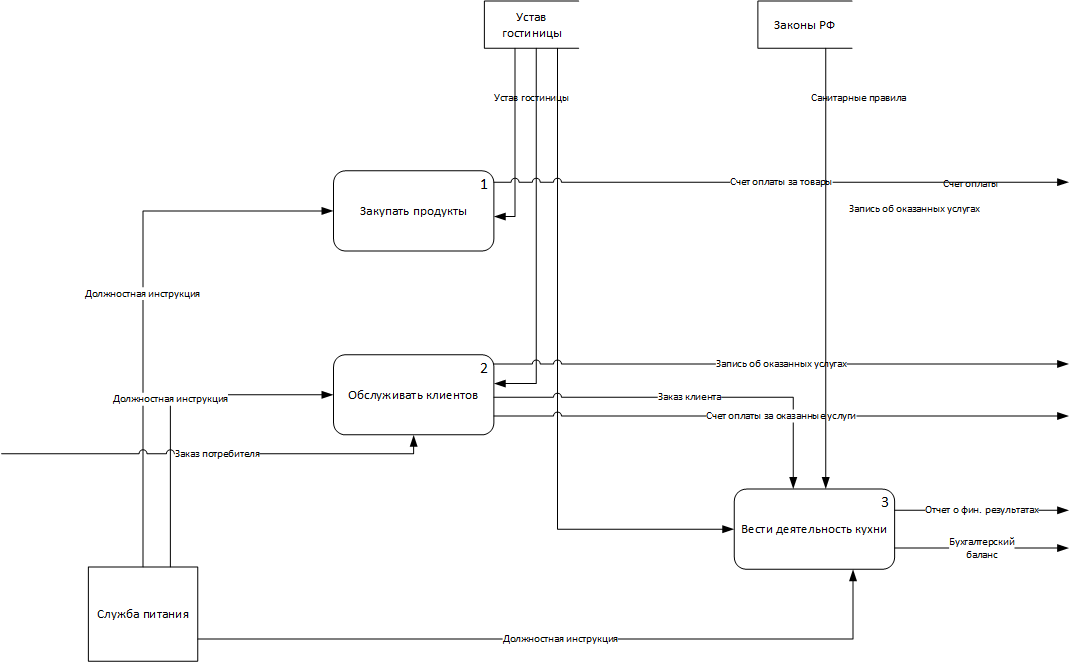 Устав
гостиницы
Законы РФ
Устав гостиницы
Санитарные правила
1
Закупать продукты
Счет оплаты за товары
Счет оплаты
Запись об оказанных услугах
Должностная инструкция
2
Обслуживать клиентов
Запись об оказанных услугах
Должностная инструкция
Заказ клиента
Счет оплаты за оказанные услуги
Заказ потребителя
3
Вести деятельность кухни
Отчет о фин. результатах
Бухгалтерский
баланс
Служба питания
Должностная инструкция